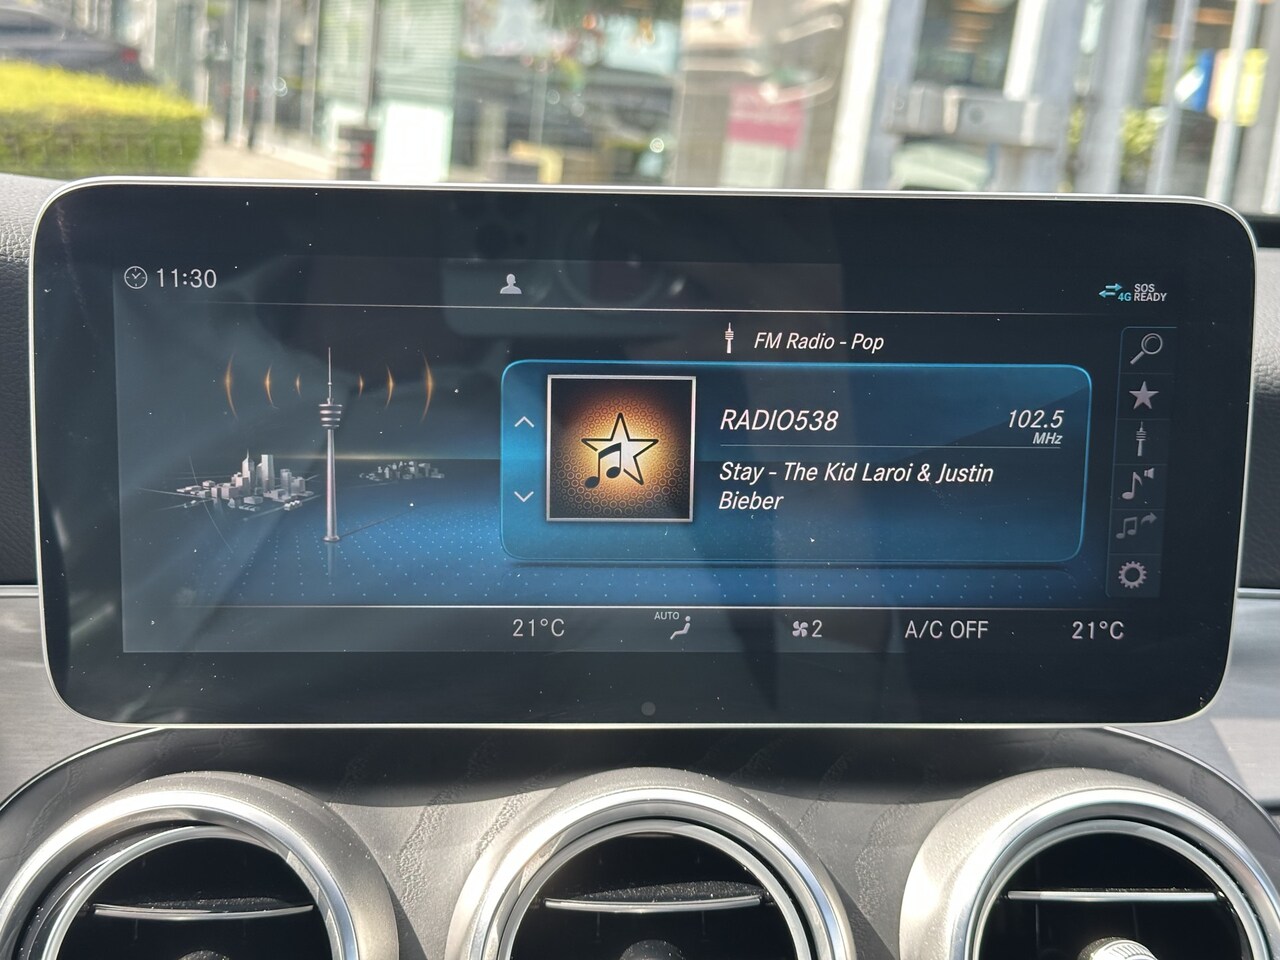 11:30
4G
SOS
READY
FM Radio - Pop
RADIO538
102.5
MHz
Stay - The Kid Laroi & Justin
Bieber
21°C
AUTO
2
A/C OFF
21°C